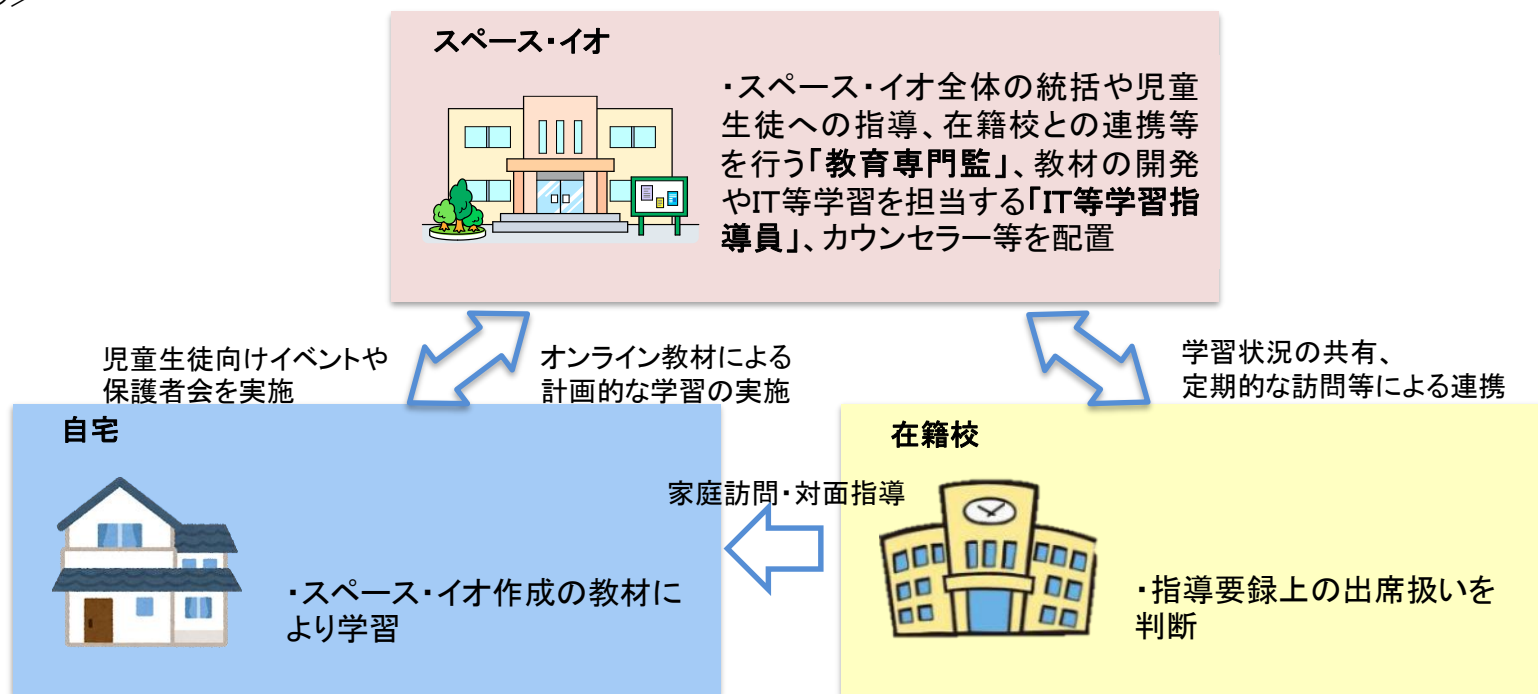 スペース・イオ
・スペース・イオ全体の統括や児童
生徒への指導、在籍校との連携等
を行う「教育専門監」、教材の開発
やIT等学習を担当する「IT等学習指
導員」、カウンセラー等を配置
児童生徒向けイベントや
保護者会を実施
オンライン教材による
計画的な学習の実施
学習状況の共有、
定期的な訪問等による連携
自宅
・スペース・イオ作成の教材に
より学習
家庭訪問・対面指導
在籍校
・指導要録上の出席扱いを
判断